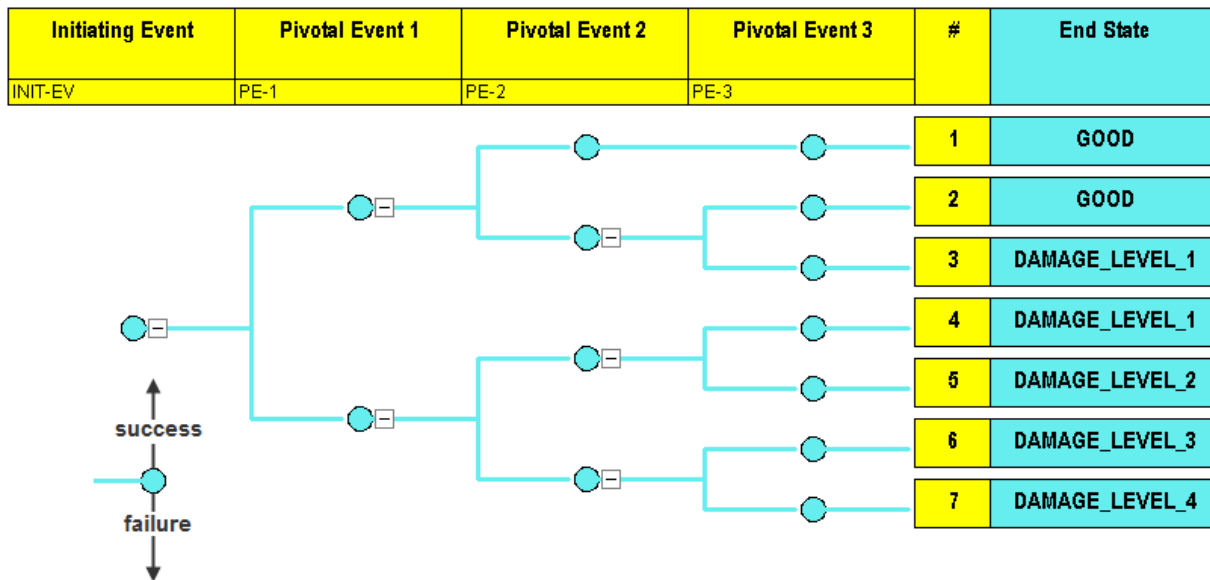 Initiating Event Pivotal Event 1 Pivotal Event 2 Pivotal Event 3 # End State
INIT-EV PE-1 PE-2 PE-3
1 GOOD
2 GOOD
3 DAMAGE_LEVEL_1
4 DAMAGE_LEVEL_1
5 DAMAGE_LEVEL_2
6 DAMAGE_LEVEL_3
7 DAMAGE_LEVEL_4
success
failure